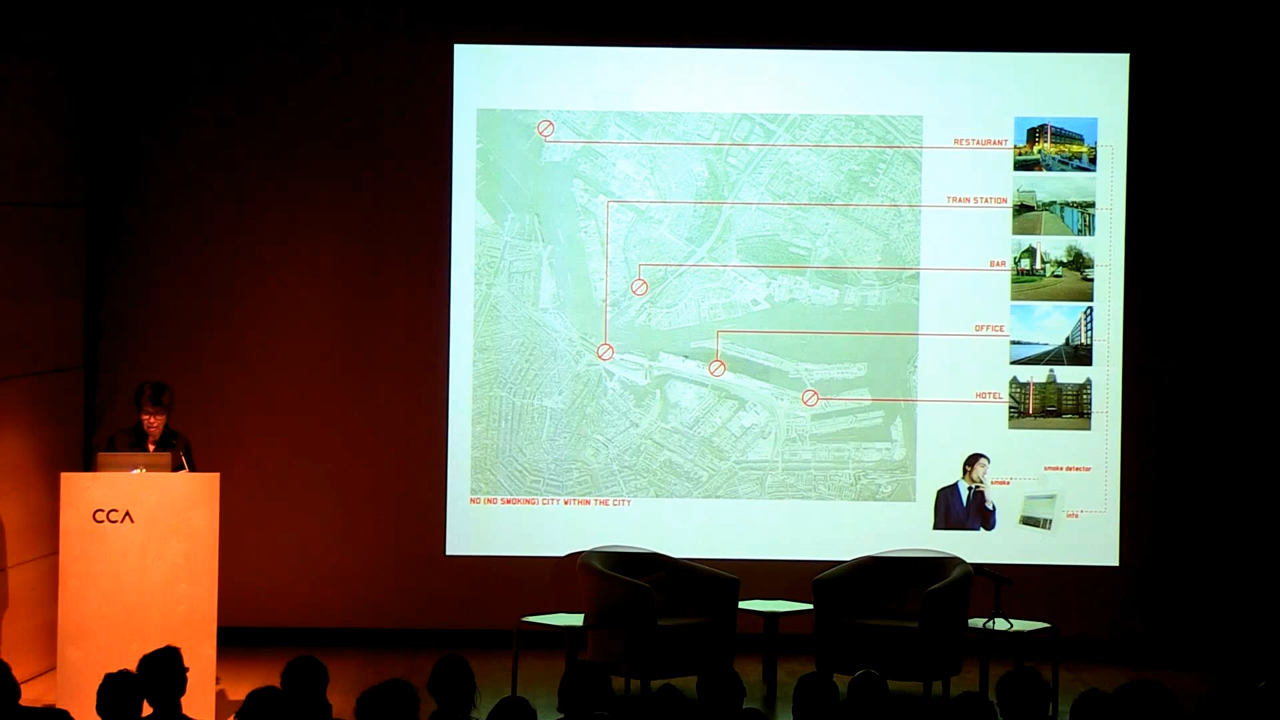 RESTAURANT
TRAIN STATION
BAR
OFFICE
HOTEL
smoke detector
smoke
info
NO (NO SMOKING) CITY WITHIN THE CITY
CCA